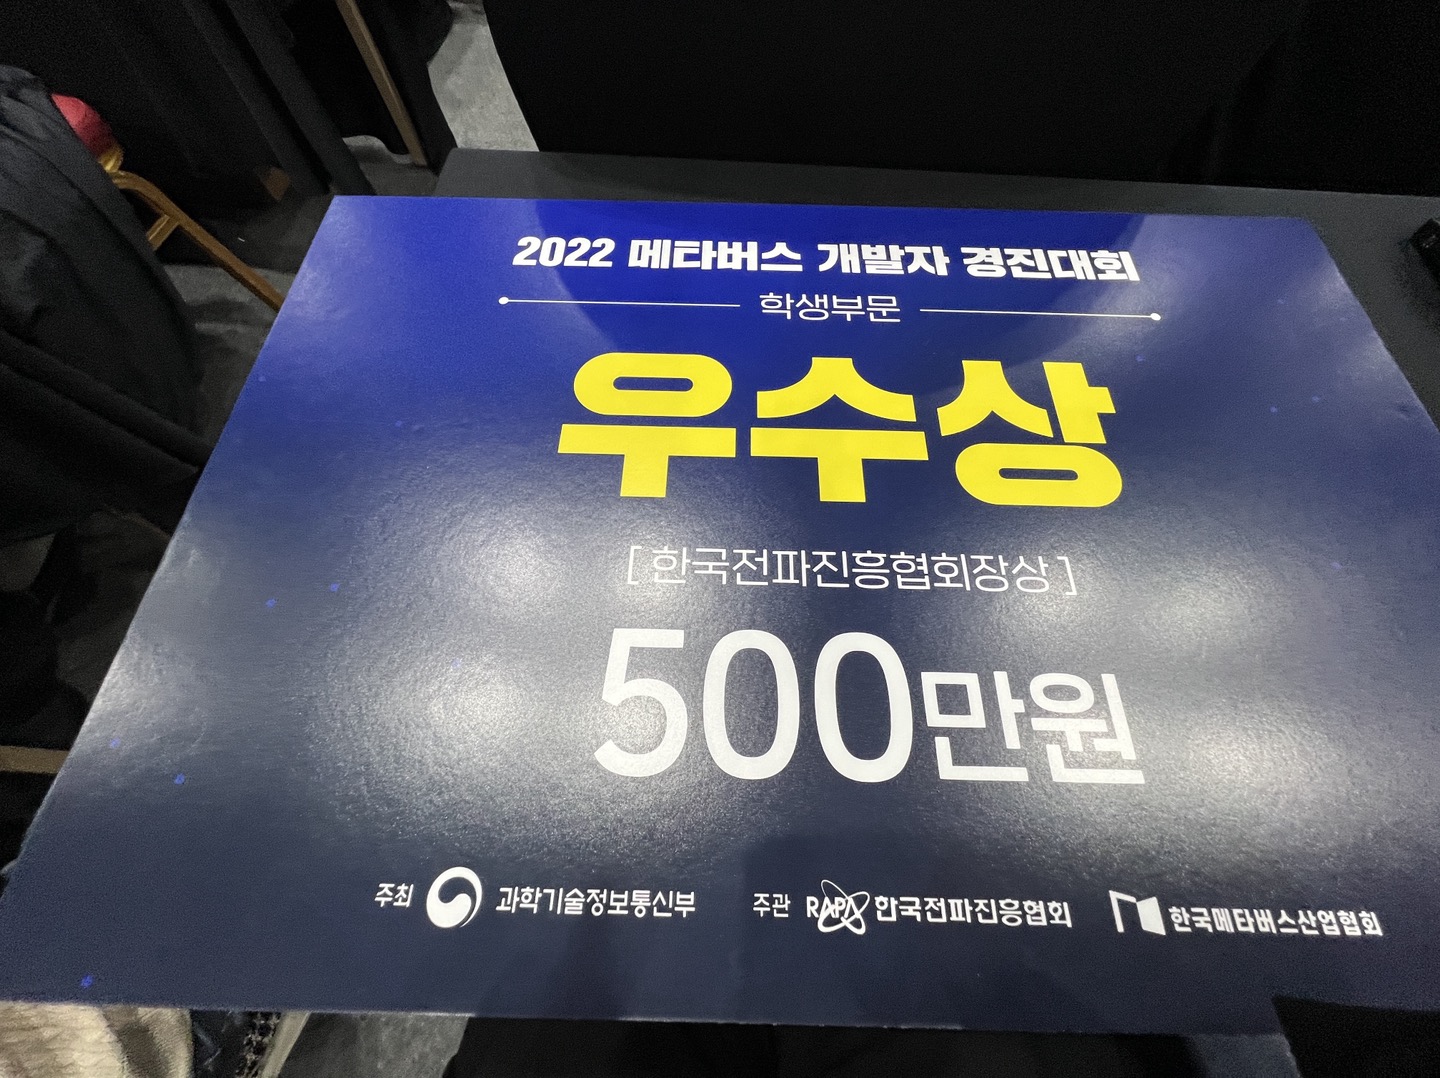 2022 메타버스 개발자 경진대회
학생부문
우수상
[ 한국전파진흥협회장상 ]
500만원
주최 과학기술정보통신부 주관 RAPA 한국전파진흥협회 한국메타버스산업협회